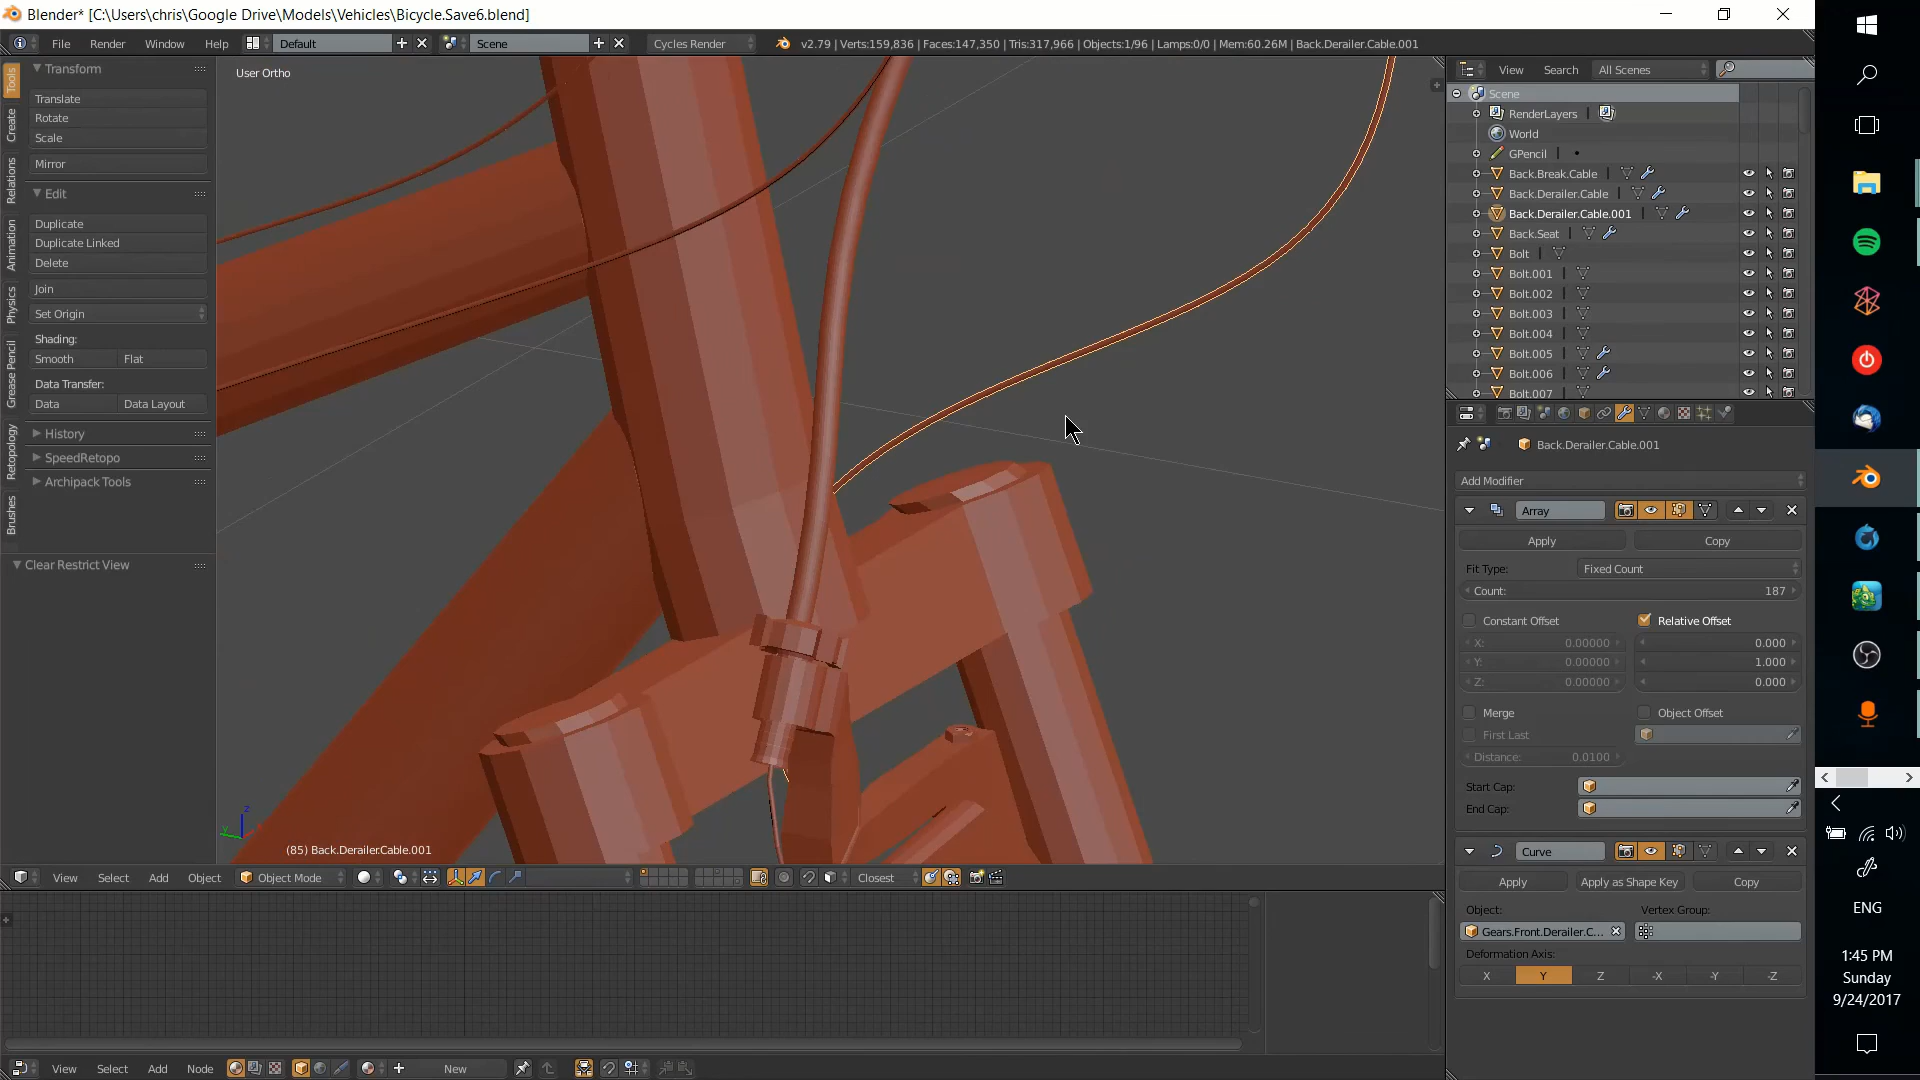 Blender* [C:\Users\chris\Google Drive\Models\Vehicles\Bicycle.Save6.blend]
File Render Window Help Default Scene Cycles Render v2.79 | Verts:159,836 | Faces:147,350 | Tris:317,966 | Objects:1/96 | Lamps:0/0 | Mem:60.26M | Back.Derailer.Cable.001
Tools
Create
Relations
Animation
Physics
Grease Pencil
Retopology
Brushes
Transform
Translate
Rotate
Scale
Mirror
Edit
Duplicate
Duplicate Linked
Delete
Join
Set Origin
Shading:
Smooth Flat
Data Transfer:
Data Data Layout
History
SpeedRetopo
Archipack Tools
Clear Restrict View
User Ortho
z
y
(85) Back.Derailer.Cable.001
View Select Add Object Object Mode Closest
View Select Add Node New
View Search All Scenes
Scene
RenderLayers
World
GPencil
Back.Break.Cable
Back.Derailer.Cable
Back.Derailer.Cable.001
Back.Seat
Bolt
Bolt.001
Bolt.002
Bolt.003
Bolt.004
Bolt.005
Bolt.006
Bolt.007
Back.Derailer.Cable.001
Add Modifier
Array
Apply Copy
Fit Type: Fixed Count
Count: 187
Constant Offset Relative Offset
X: 0.00000 0.000
Y: 0.00000 1.000
Z: 0.00000 0.000
Merge Object Offset
First Last
Distance: 0.0100
Start Cap:
End Cap:
Curve
Apply Apply as Shape Key Copy
Object: Vertex Group:
Gears.Front.Derailer.C...
Deformation Axis:
X Y Z -X -Y -Z
ENG
1:45 PM
Sunday
9/24/2017